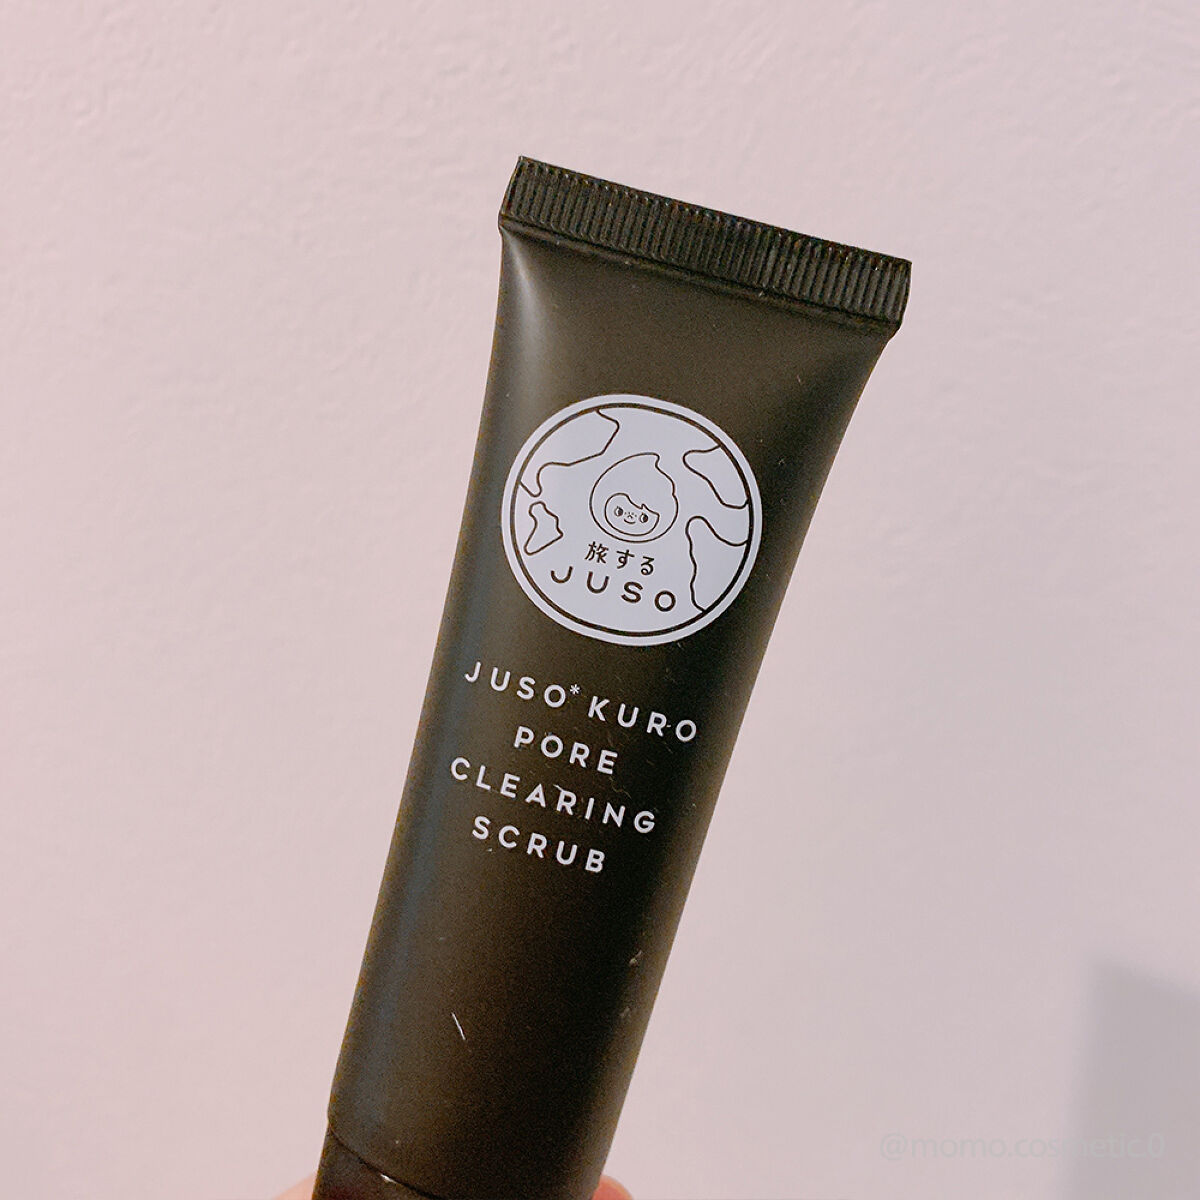 旅する
JUSO
JUSO*KURO
PORE
CLEARING
SCRUB
@momo.cosmetic.0